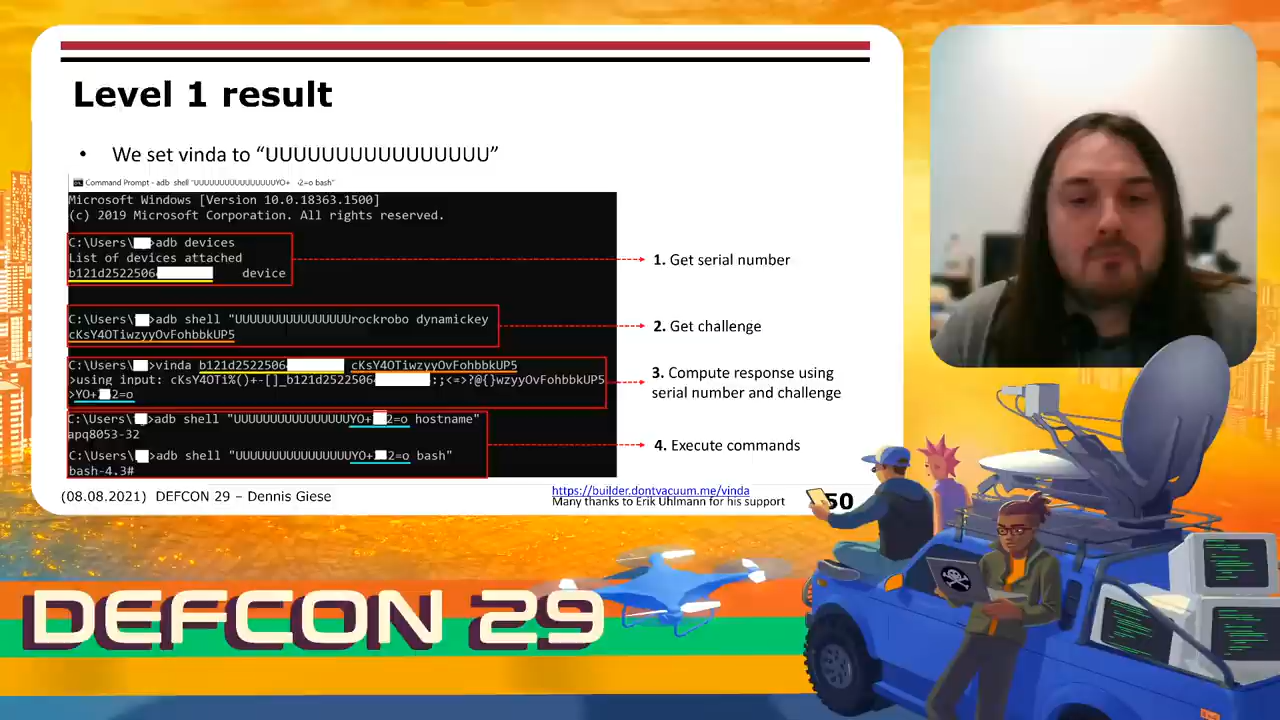 Level 1 result
• We set vinda to “UUUUUUUUUUUUUUUU”
Command Prompt - adb shell "UUUUUUUUUUUUUUUUYO+ ‹2=o bash"
Microsoft Windows [Version 10.0.18363.1500]
(c) 2019 Microsoft Corporation. All rights reserved.
C:\Users\ >adb devices
List of devices attached
b121d2522506 device
C:\Users\ >adb shell "UUUUUUUUUUUUUUUUrockrobo dynamickey
cKsY4OTiwzyyOvFohbbkUP5
C:\Users\ >vinda b121d2522506 cKsY4OTiwzyyOvFohbbkUP5
>using input: cKsY4OTi%()+-[]_b121d2522506 :;<=>?@{}wzyyOvFohbbkUP5
>YO+ 2=o
C:\Users\ >adb shell "UUUUUUUUUUUUUUUUYO+ 2=o hostname"
apq8053-32
C:\Users\ >adb shell "UUUUUUUUUUUUUUUUYO+ 2=o bash"
bash-4.3#
1. Get serial number
2. Get challenge
3. Compute response using
serial number and challenge
4. Execute commands
(08.08.2021) DEFCON 29 – Dennis Giese
https://builder.dontvacuum.me/vinda
Many thanks to Erik Uhlmann for his support
50
DEFCON 29